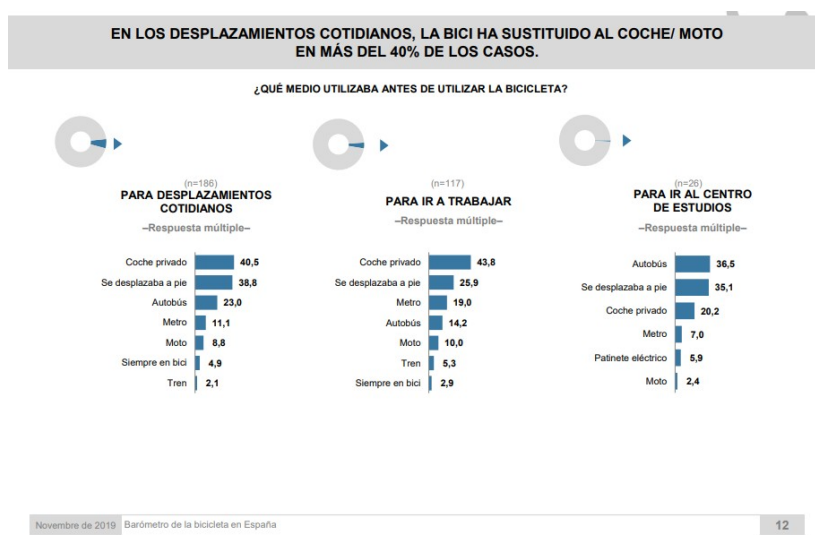 EN LOS DESPLAZAMIENTOS COTIDIANOS, LA BICI HA SUSTITUIDO AL COCHE/ MOTO
EN MÁS DEL 40% DE LOS CASOS.
¿QUÉ MEDIO UTILIZABA ANTES DE UTILIZAR LA BICICLETA?
(n=186)
PARA DESPLAZAMIENTOS
COTIDIANOS
–Respuesta múltiple–
Coche privado 40,5
Se desplazaba a pie 38,8
Autobús 23,0
Metro 11,1
Moto 8,8
Siempre en bici 4,9
Tren 2,1
(n=117)
PARA IR A TRABAJAR
–Respuesta múltiple–
Coche privado 43,8
Se desplazaba a pie 25,9
Metro 19,0
Autobús 14,2
Moto 10,0
Tren 5,3
Siempre en bici 2,9
(n=26)
PARA IR AL CENTRO
DE ESTUDIOS
–Respuesta múltiple–
Autobús 36,5
Se desplazaba a pie 35,1
Coche privado 20,2
Metro 7,0
Patinete eléctrico 5,9
Moto 2,4
Novembre de 2019 Barómetro de la bicicleta en España 12